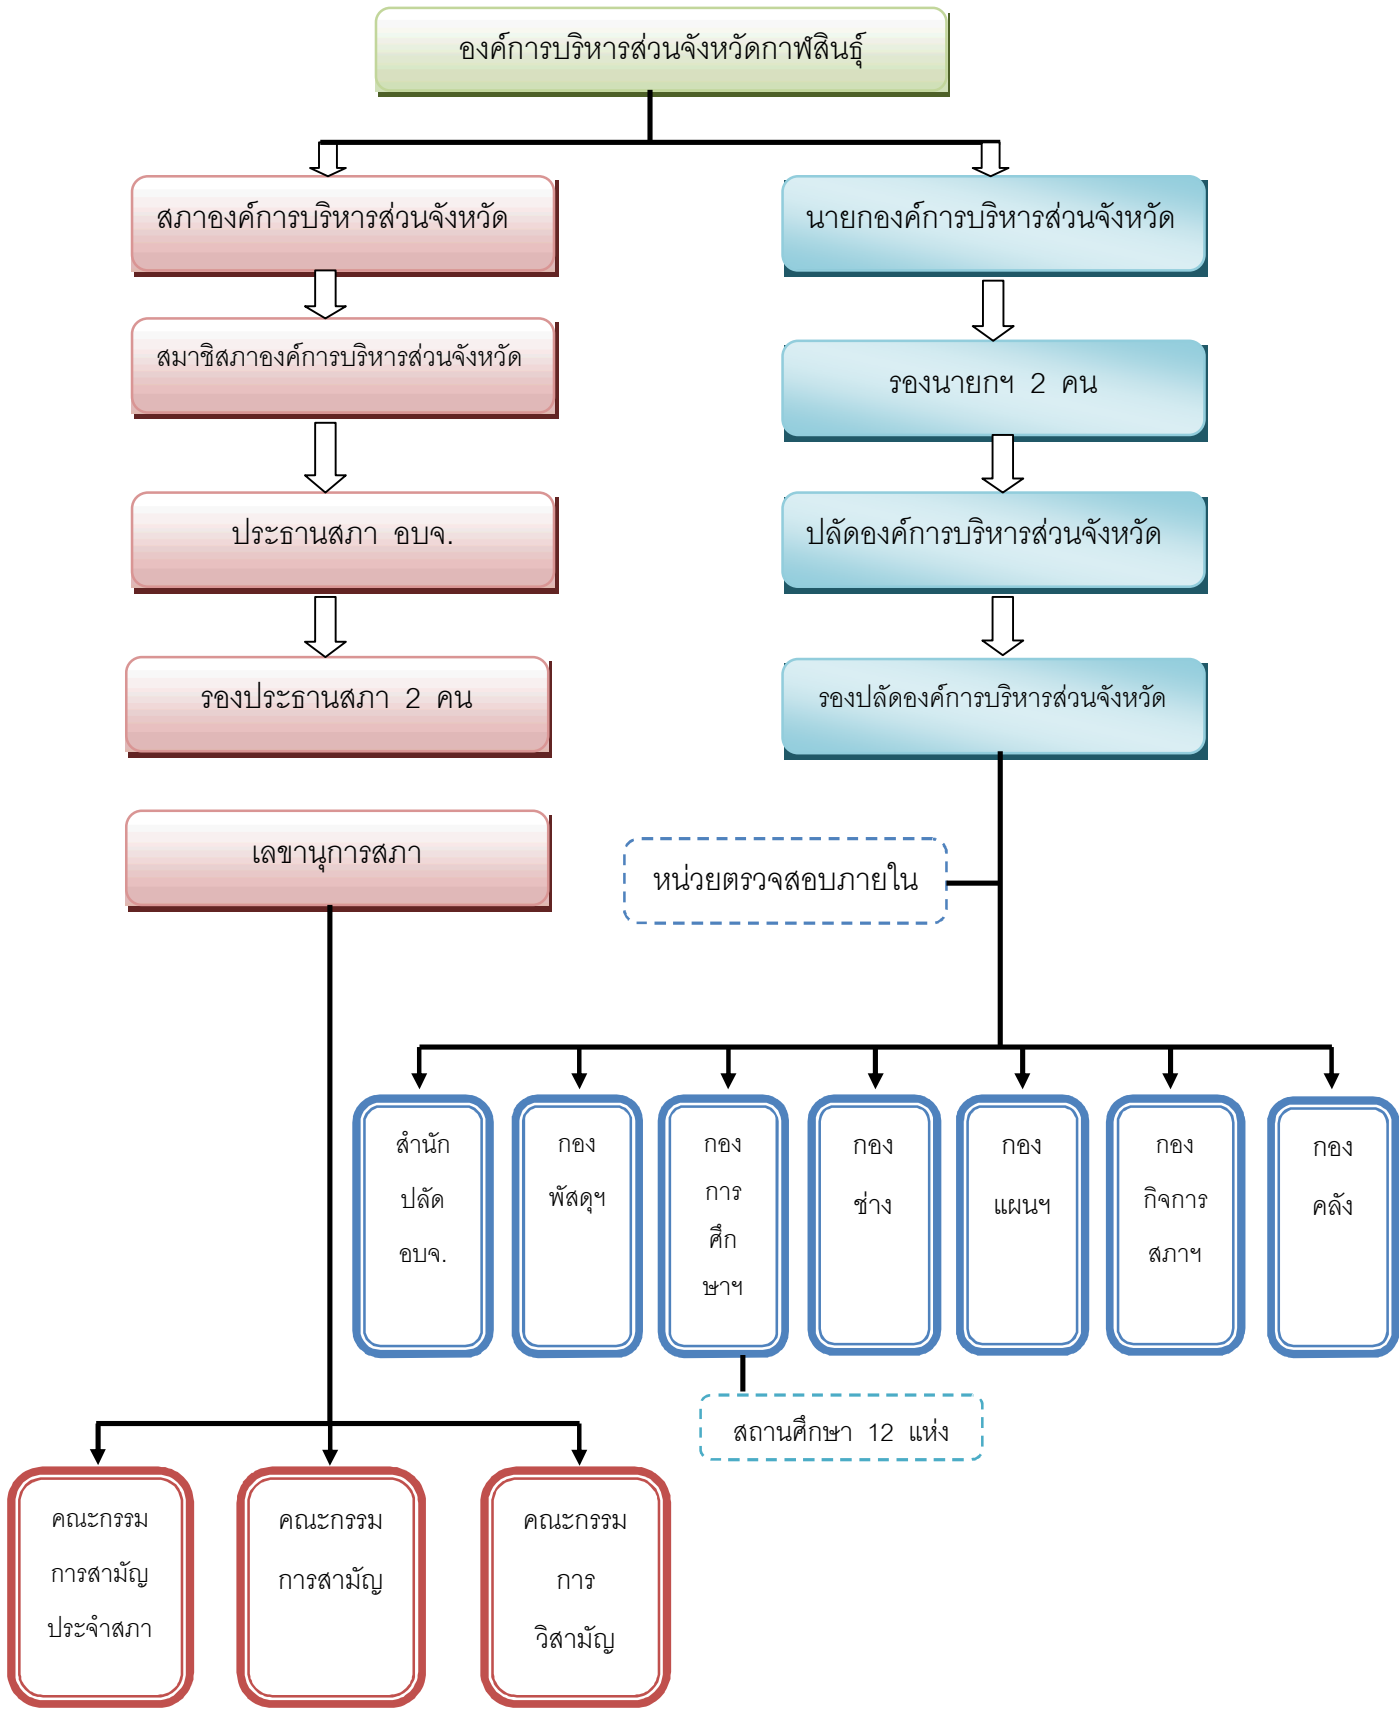 องค์การบริหารส่วนจังหวัดกาฬสินธุ์
สภาองค์การบริหารส่วนจังหวัด
นายกองค์การบริหารส่วนจังหวัด
สมาชิสภาองค์การบริหารส่วนจังหวัด
รองนายกฯ 2 คน
ประธานสภา อบจ.
ปลัดองค์การบริหารส่วนจังหวัด
รองประธานสภา 2 คน
รองปลัดองค์การบริหารส่วนจังหวัด
เลขานุการสภา
หน่วยตรวจสอบภายใน
สำนัก
ปลัด
อบจ.
กอง
พัสดุฯ
กอง
การ
ศึก
ษาฯ
กอง
ช่าง
กอง
แผนฯ
กอง
กิจการ
สภาฯ
กอง
คลัง
สถานศึกษา 12 แห่ง
คณะกรรม
การสามัญ
ประจำสภา
คณะกรรม
การสามัญ
คณะกรรม
การ
วิสามัญ